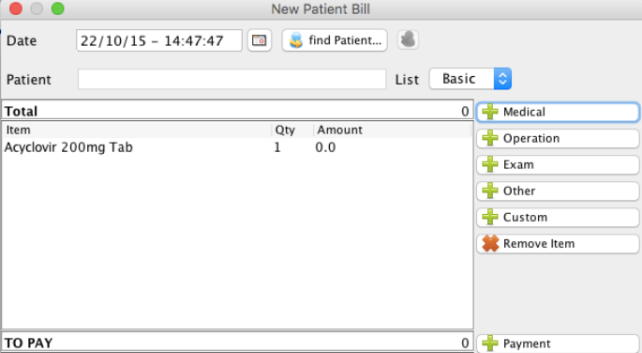 New Patient Bill
Date 22/10/15 - 14:47:47 find Patient...
Patient List Basic
Total 0 Medical
Item Qty Amount Operation
Acyclovir 200mg Tab 1 0.0
Exam
Other
Custom
Remove Item
TO PAY 0 Payment